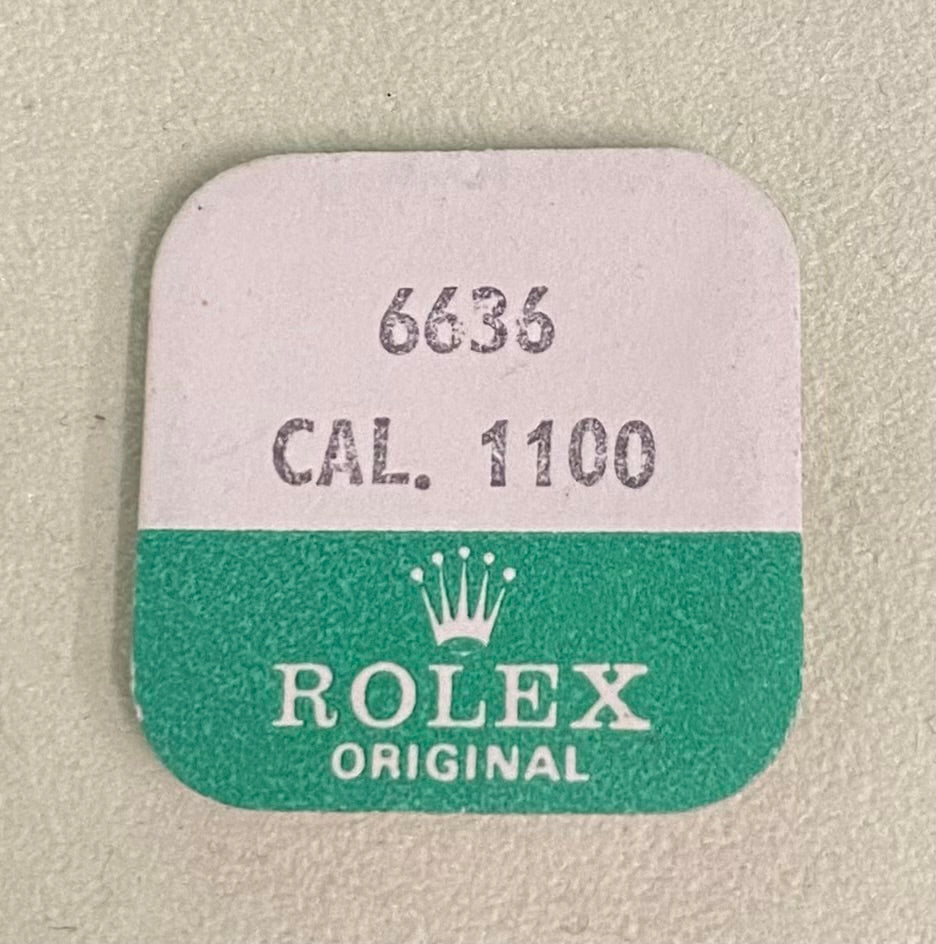 6636
CAL. 1100
ROLEX
ORIGINAL